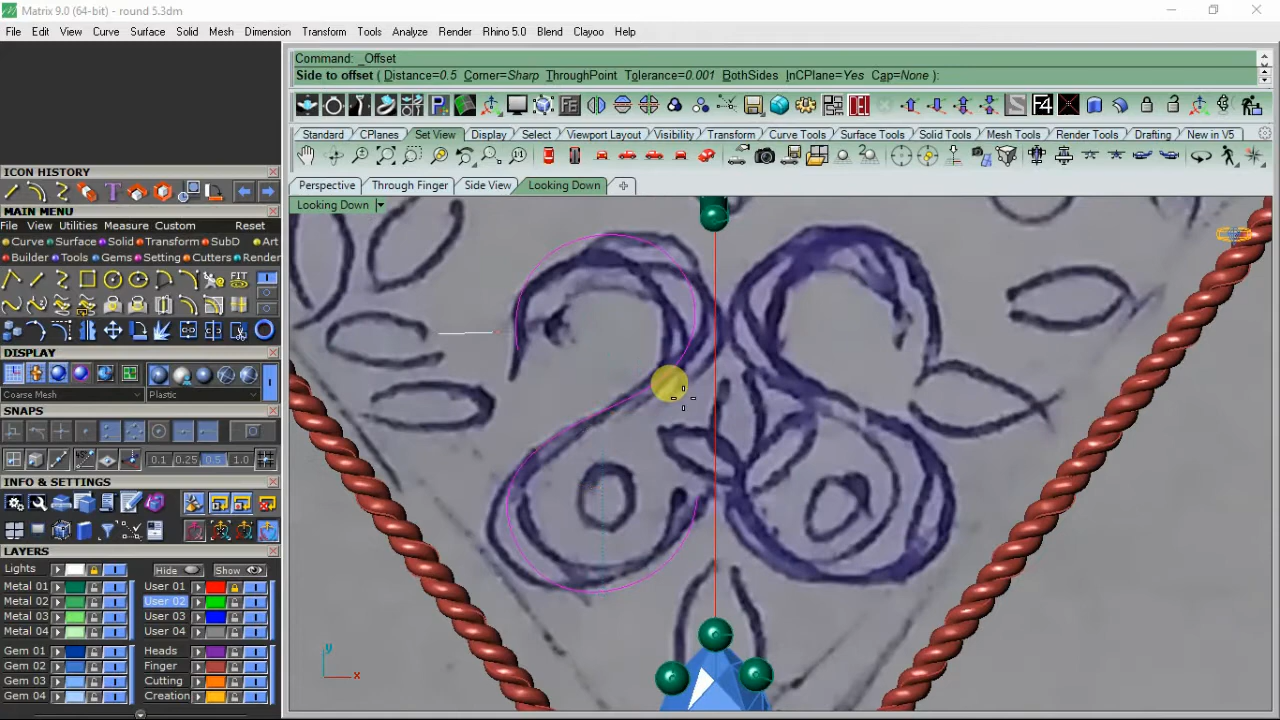 Matrix 9.0 (64-bit) - round 5.3dm
File Edit View Curve Surface Solid Mesh Dimension Transform Tools Analyze Render Rhino 5.0 Blend Clayoo Help
Command: _Offset
Side to offset ( Distance=0.5 Corner=Sharp ThroughPoint Tolerance=0.001 BothSides InCPlane=Yes Cap=None ):
Standard CPlanes Set View Display Select Viewport Layout Visibility Transform Curve Tools Surface Tools Solid Tools Mesh Tools Render Tools Drafting New in V5
Perspective Through Finger Side View Looking Down
Looking Down
ICON HISTORY
MAIN MENU
File View Utilities Measure Custom Reset
Curve Surface Solid Transform SubD Art
Builder Tools Gems Setting Cutters Render
FIT
DISPLAY
Coarse Mesh Plastic
SNAPS
0.1 0.25 0.5 1.0
INFO & SETTINGS
LAYERS
Lights Hide Show
Metal 01 User 01
Metal 02 User 02
Metal 03 User 03
Metal 04 User 04
Gem 01 Heads
Gem 02 Finger
Gem 03 Cutting
Gem 04 Creation
F4
DEL
y
x